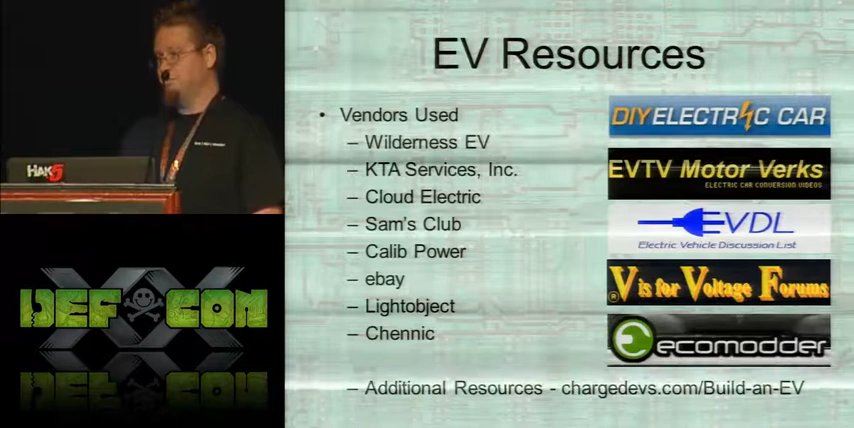 EV Resources
• Vendors Used
– Wilderness EV
– KTA Services, Inc.
– Cloud Electric
– Sam's Club
– Calib Power
– ebay
– Lightobject
– Chennic
– Additional Resources - chargedevs.com/Build-an-EV
DIY ELECTRIC CAR
EVTV Motor Verks
ELECTRIC CAR CONVERSION VIDEOS
EVDL
Electric Vehicle Discussion List
® V is for Voltage Forums
ecomodder
HAK5
DEF CON
XX